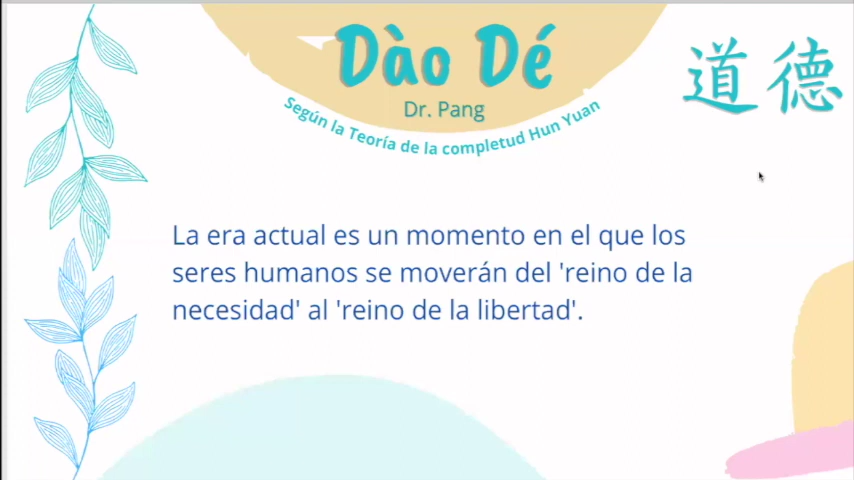 Dào Dé
道德
Dr. Pang
Según la Teoría de la completud Hun Yuan
La era actual es un momento en el que los
seres humanos se moverán del 'reino de la
necesidad' al 'reino de la libertad'.